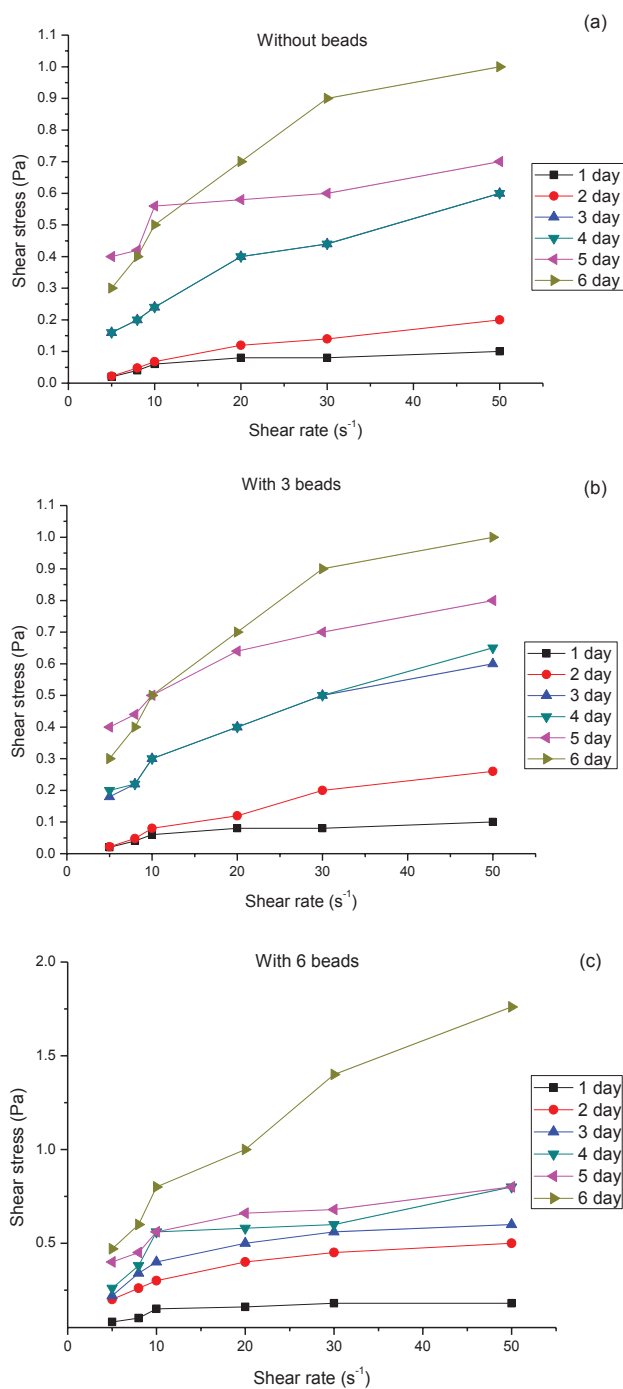 (a)
Without beads
1.1
1.0
0.9
0.8
0.7
0.6
0.5
0.4
0.3
0.2
0.1
0.0
Shear stress (Pa)
0 10 20 30 40 50
Shear rate (s⁻¹)
1 day
2 day
3 day
4 day
5 day
6 day
With 3 beads
(b)
1.1
1.0
0.9
0.8
0.7
0.6
0.5
0.4
0.3
0.2
0.1
0.0
Shear stress (Pa)
0 10 20 30 40 50
Shear rate (s⁻¹)
1 day
2 day
3 day
4 day
5 day
6 day
With 6 beads
(c)
2.0
1.5
1.0
0.5
Shear stress (Pa)
0 10 20 30 40 50
Shear rate (s⁻¹)
1 day
2 day
3 day
4 day
5 day
6 day